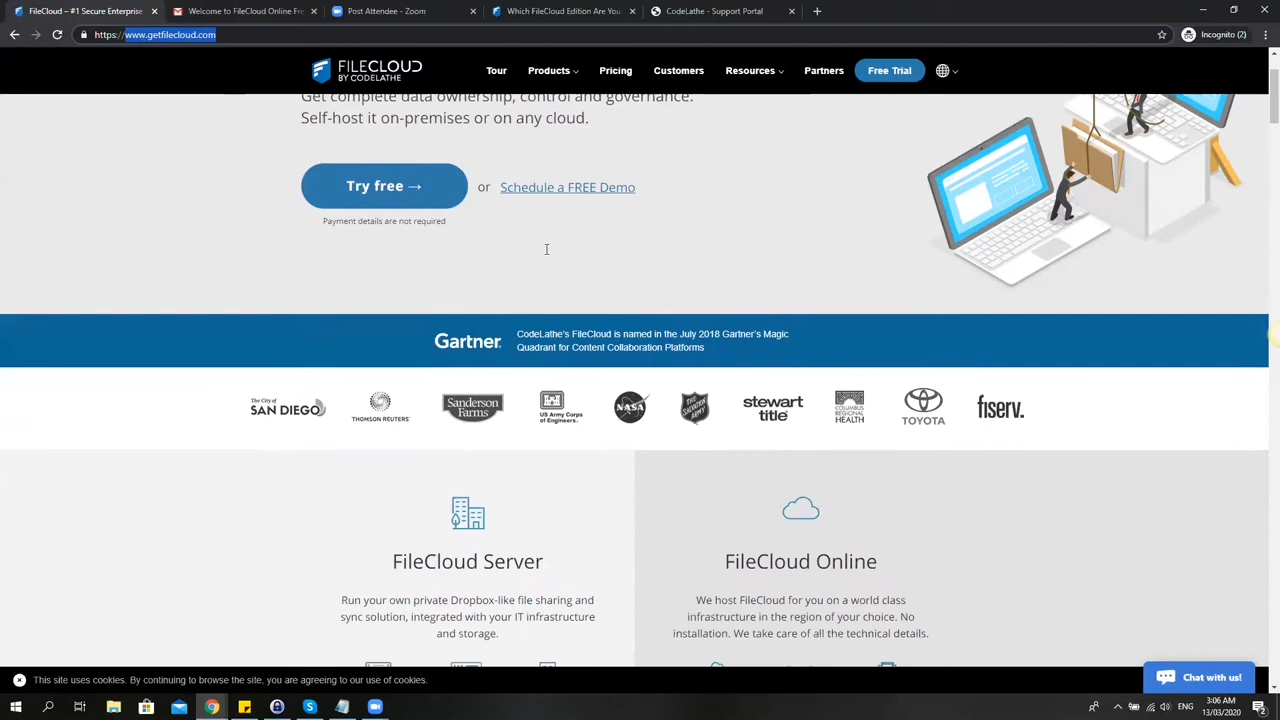 FileCloud – #1 Secure Enterpris
Welcome to FileCloud Online Fre
Post Attendee - Zoom
Which FileCloud Edition Are You
CodeLathe - Support Portal
https://www.getfilecloud.com
Incognito (2)
FILECLOUD
BY CODELATHE
Tour
Products
Pricing
Customers
Resources
Partners
Free Trial
Get complete data ownership, control and governance.
Self-host it on-premises or on any cloud.
Try free →
or
Schedule a FREE Demo
Payment details are not required
Gartner
CodeLathe's FileCloud is named in the July 2018 Gartner's Magic
Quadrant for Content Collaboration Platforms
The City of
SAN DIEGO
THOMSON REUTERS
Sanderson
Farms
US Army Corps
of Engineers
NASA
THE
SALVATION
ARMY
stewart
title
COLUMBUS
REGIONAL
HEALTH
TOYOTA
fiserv.
FileCloud Server
Run your own private Dropbox-like file sharing and
sync solution, integrated with your IT infrastructure
and storage.
FileCloud Online
We host FileCloud for you on a world class
infrastructure in the region of your choice. No
installation. We take care of all the technical details.
This site uses cookies. By continuing to browse the site, you are agreeing to our use of cookies.
Chat with us!
ENG
3:06 AM
13/03/2020
2